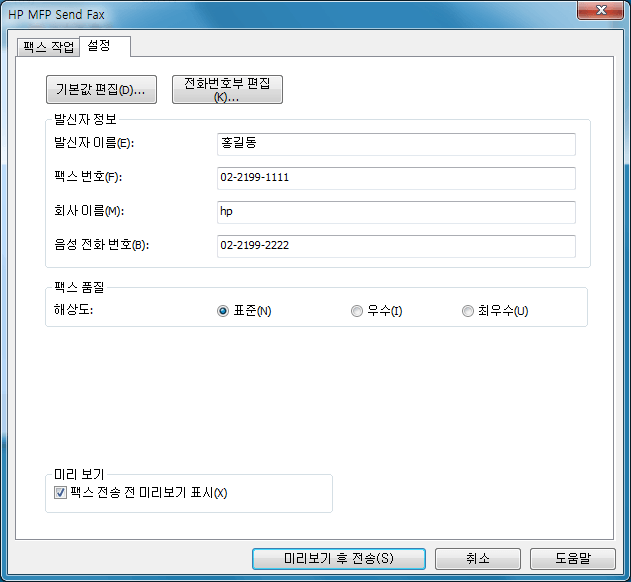 HP MFP Send Fax
팩스 작업 설정
기본값 편집(D)... 전화번호부 편집
(K)...
발신자 정보
발신자 이름(E): 홍길동
팩스 번호(F): 02-2199-1111
회사 이름(M): hp
음성 전화 번호(B): 02-2199-2222
팩스 품질
해상도: 표준(N) 우수(I) 최우수(U)
미리 보기
팩스 전송 전 미리보기 표시(X)
미리보기 후 전송(S) 취소 도움말